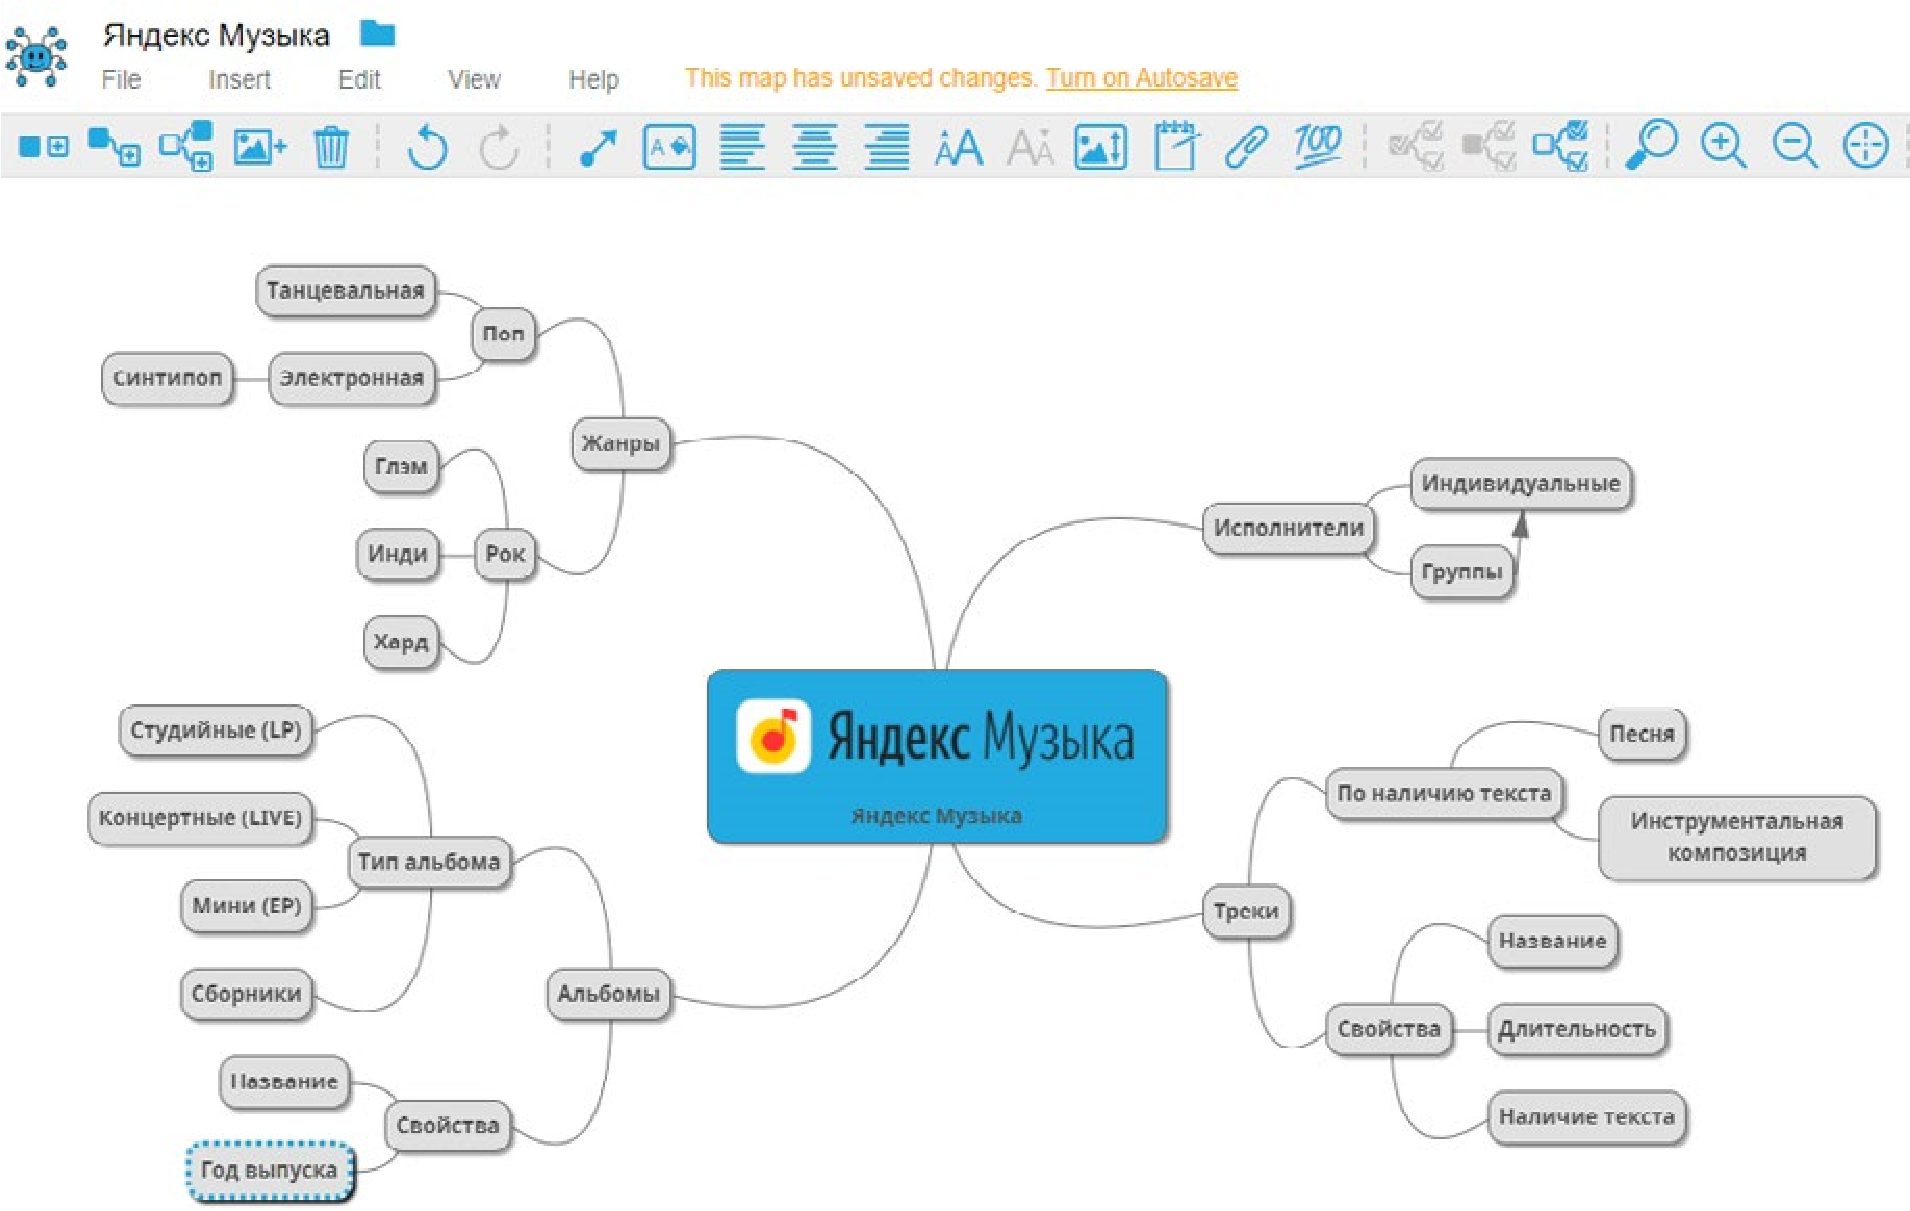 Яндекс Музыка
File Insert Edit View Help This map has unsaved changes. Turn on Autosave
Танцевальная
Поп
Синтипоп
Электронная
Жанры
Глэм
Инди
Рок
Хард
Исполнители
Индивидуальные
Группы
Яндекс Музыка
Яндекс Музыка
Студийные (LP)
Концертные (LIVE)
Тип альбома
Мини (EP)
Сборники
Альбомы
Название
Свойства
Год выпуска
Песня
По наличию текста
Инструментальная
композиция
Треки
Название
Свойства
Длительность
Наличие текста